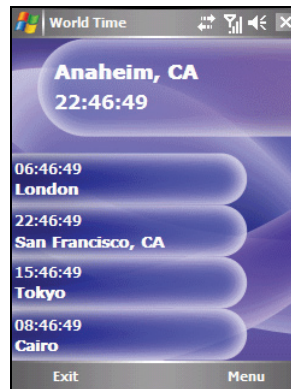 World Time
Anaheim, CA
22:46:49
06:46:49
London
22:46:49
San Francisco, CA
15:46:49
Tokyo
08:46:49
Cairo
Exit Menu